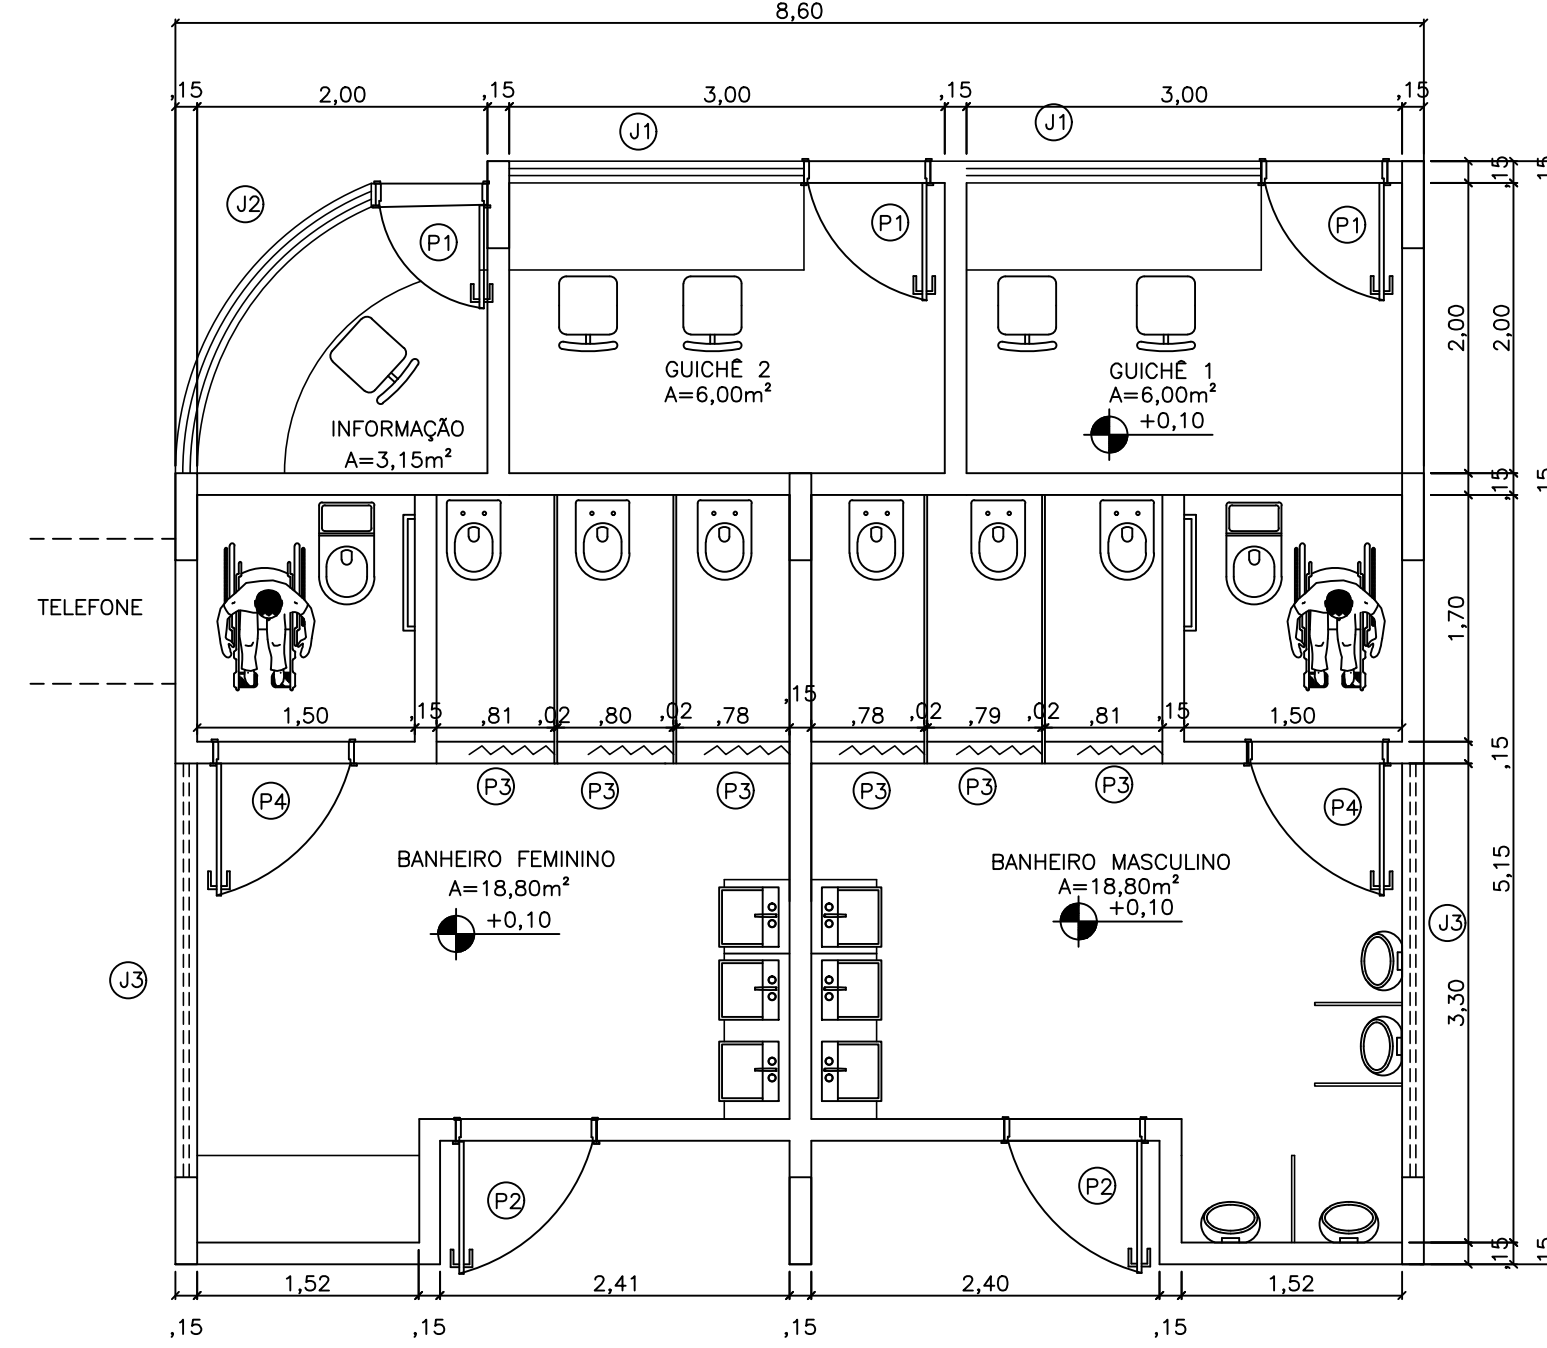 8,60
,15 2,00 ,15 3,00 ,15 3,00 ,15
J1 J1
J2
P1 P1 P1
,15 ,15 15
2,00 2,00
GUICHÊ 2
A=6,00m²
GUICHÊ 1
A=6,00m²
+0,10
INFORMAÇÃO
A=3,15m²
,15 15
TELEFONE
1,70
1,50 ,15 ,81 ,02 ,80 ,02 ,78 ,15 ,78 ,02 ,79 ,02 ,81 ,15 1,50
,15
P4 P3 P3 P3 P3 P3 P3 P4
BANHEIRO FEMININO
A=18,80m²
+0,10
BANHEIRO MASCULINO
A=18,80m²
+0,10
5,15
J3 J3
3,30
P2 P2
,15 15
1,52 2,41 2,40 1,52
,15 ,15 ,15 ,15